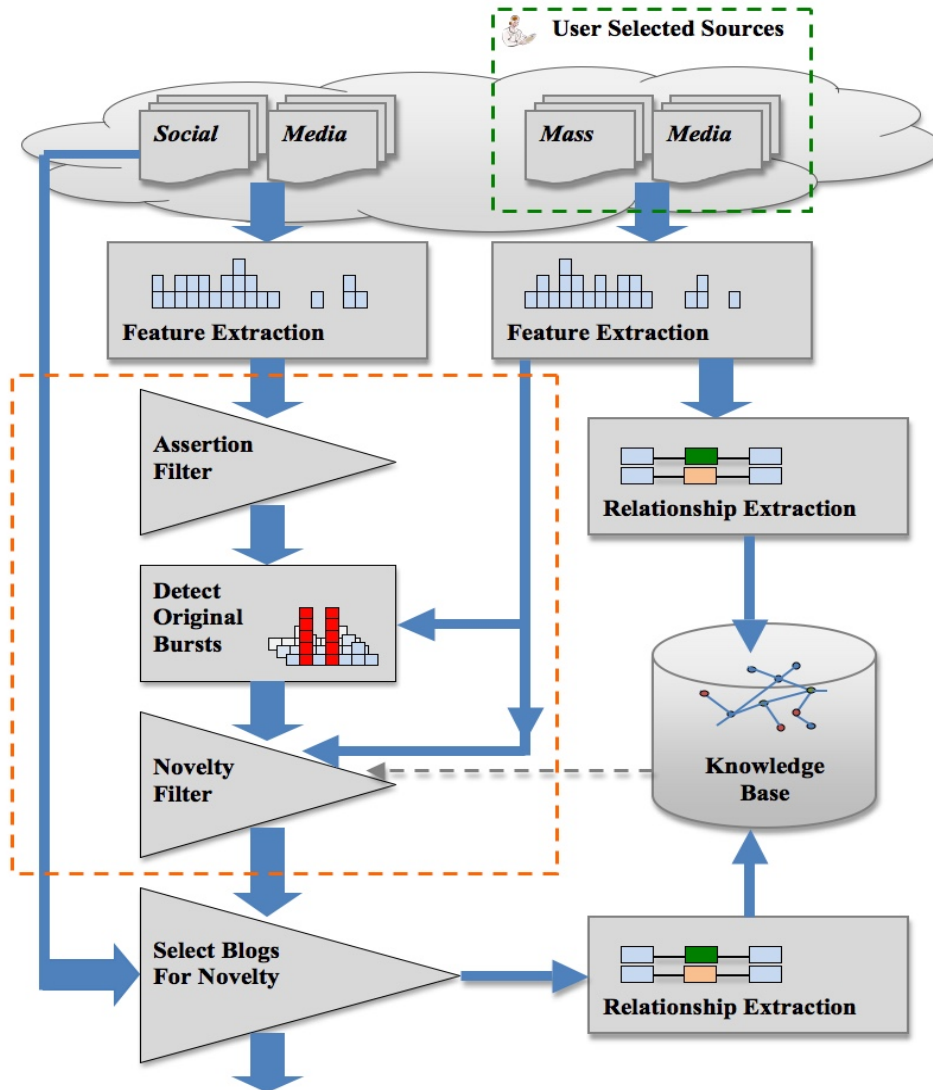 User Selected Sources
Social
Media
Mass
Media
Feature Extraction
Feature Extraction
Assertion
Filter
Relationship Extraction
Detect
Original
Bursts
Novelty
Filter
Knowledge
Base
Select Blogs
For Novelty
Relationship Extraction